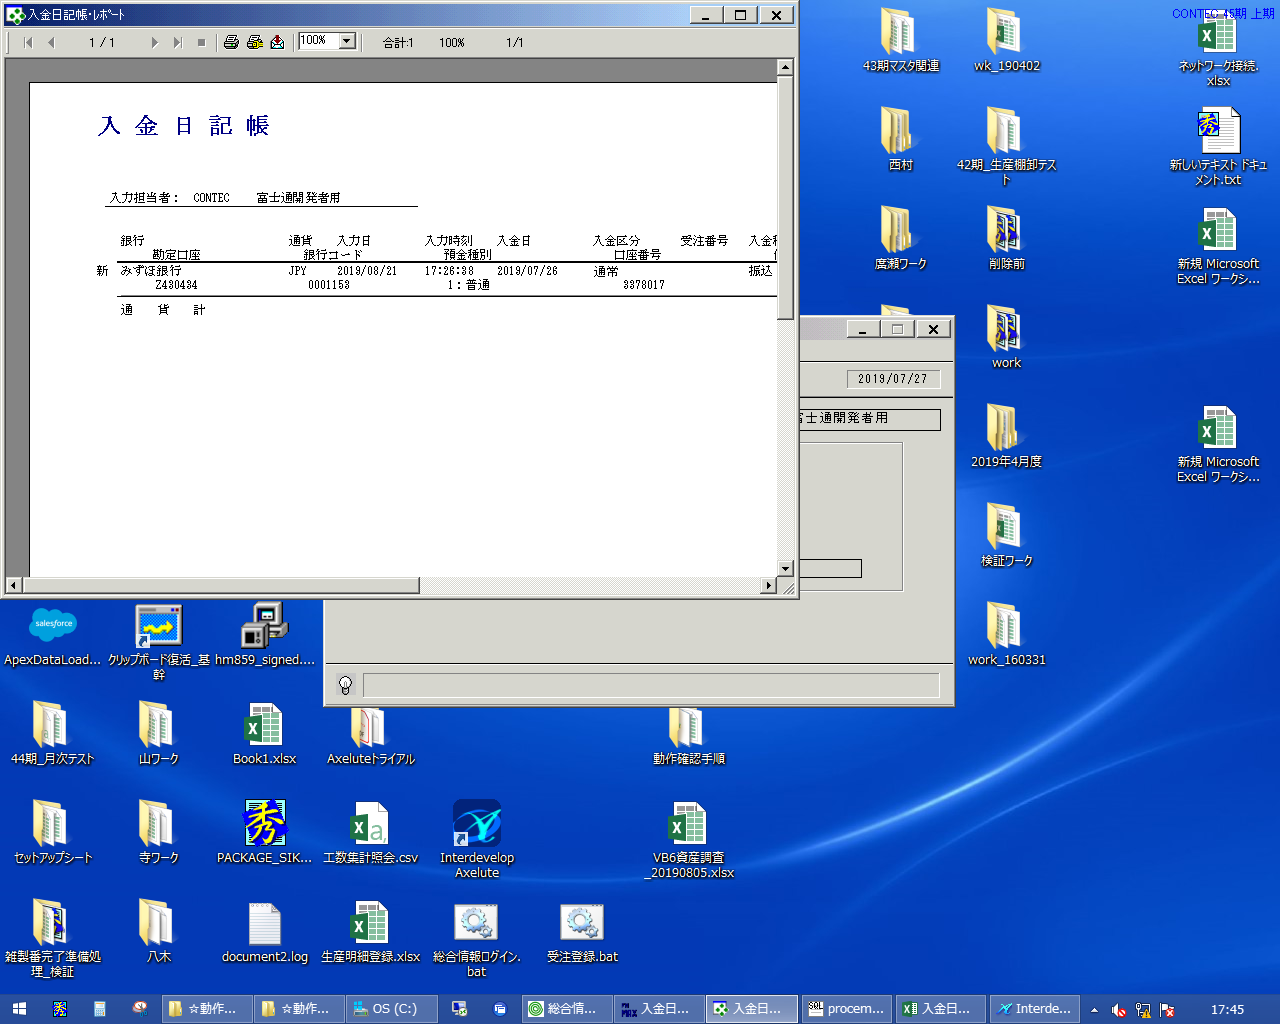 入金日記帳・レポート
CONTEC 45期 上期
1 / 1
100%
合計:1
100%
1/1
入 金 日 記 帳
入力担当者： CONTEC 富士通開発者用
銀行 通貨 入力日 入力時刻 入金日 入金区分 受注番号
勘定口座 銀行コード 預金種別 口座番号
新 みずほ銀行 JPY 2019/08/21 17:26:38 2019/07/26 通常 振込
Z430434 0001153 1：普通 3378017
通 貨 計
2019/07/27
富士通開発者用
43期マスタ関連
wk_190402
ネットワーク接続.
xlsx
西村
42期_生産棚卸テス
ト
新しいテキスト ドキュ
メント.txt
廣瀬ワーク
削除前
新規 Microsoft
Excel ワークシ...
work
2019年4月度
新規 Microsoft
Excel ワークシ...
検証ワーク
work_160331
salesforce
ApexDataLoad...
クリップボード復活_基
幹
hm859_signed....
44期_月次テスト
山ワーク
Book1.xlsx
Axeluteトライアル
動作確認手順
セットアップシート
寺ワーク
PACKAGE_SIK...
工数集計照会.csv
Interdevelop
Axelute
VB6資産調査
_20190805.xlsx
雑製番完了準備処
理_検証
八木
document2.log
生産明細登録.xlsx
総合情報ログイン.
bat
受注登録.bat
☆動作...
☆動作...
OS (C:)
総合情...
入金日...
入金日...
procem...
入金日...
Interde...
17:45